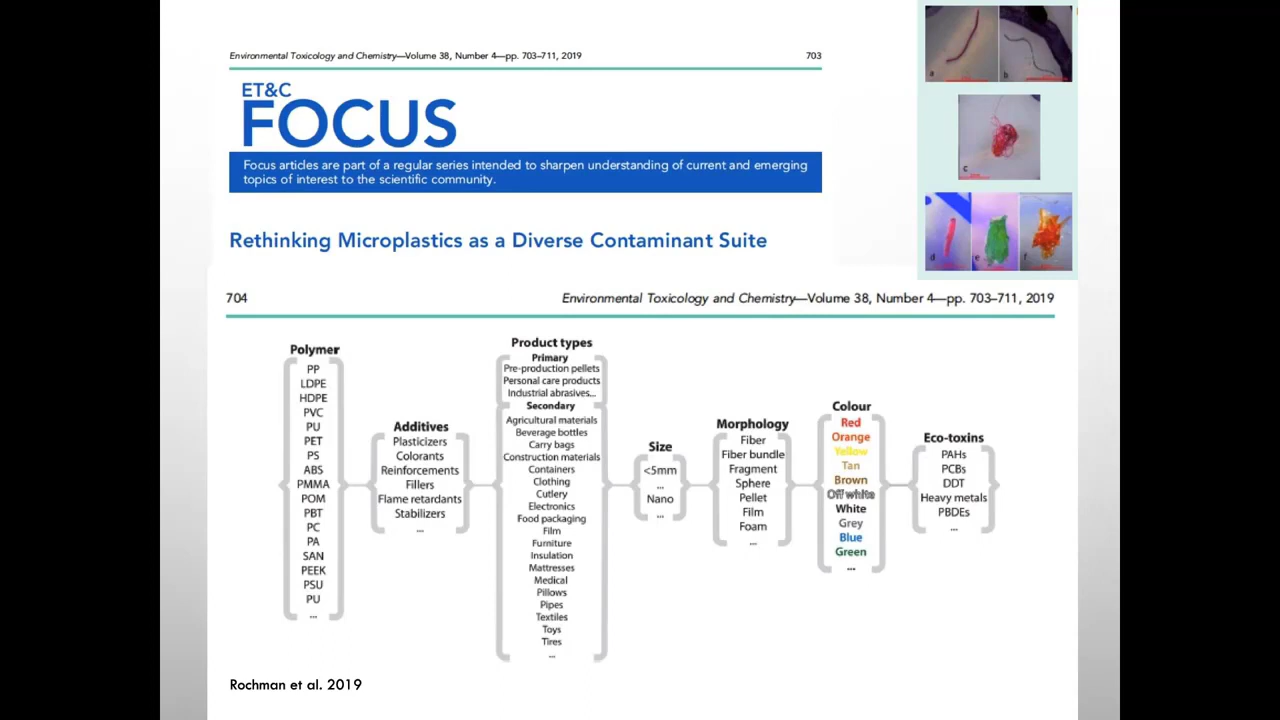 Environmental Toxicology and Chemistry—Volume 38, Number 4—pp. 703–711, 2019
703
ET&C
FOCUS
Focus articles are part of a regular series intended to sharpen understanding of current and emerging
topics of interest to the scientific community.
Rethinking Microplastics as a Diverse Contaminant Suite
a
b
c
d
e
f
704
Environmental Toxicology and Chemistry—Volume 38, Number 4—pp. 703–711, 2019
Polymer
PP
LDPE
HDPE
PVC
PU
PET
PS
ABS
PMMA
POM
PBT
PC
PA
SAN
PEEK
PSU
PU
...
Additives
Plasticizers
Colorants
Reinforcements
Fillers
Flame retardants
Stabilizers
...
Product types
Primary
Pre-production pellets
Personal care products
Industrial abrasives...
Secondary
Agricultural materials
Beverage bottles
Carry bags
Construction materials
Containers
Clothing
Cutlery
Electronics
Food packaging
Film
Furniture
Insulation
Mattresses
Medical
Pillows
Pipes
Textiles
Toys
Tires
...
Size
<5mm
...
Nano
...
Morphology
Fiber
Fiber bundle
Fragment
Sphere
Pellet
Film
Foam
...
Colour
Red
Orange
Yellow
Tan
Brown
Off white
White
Grey
Blue
Green
...
Eco-toxins
PAHs
PCBs
DDT
Heavy metals
PBDEs
...
Rochman et al. 2019